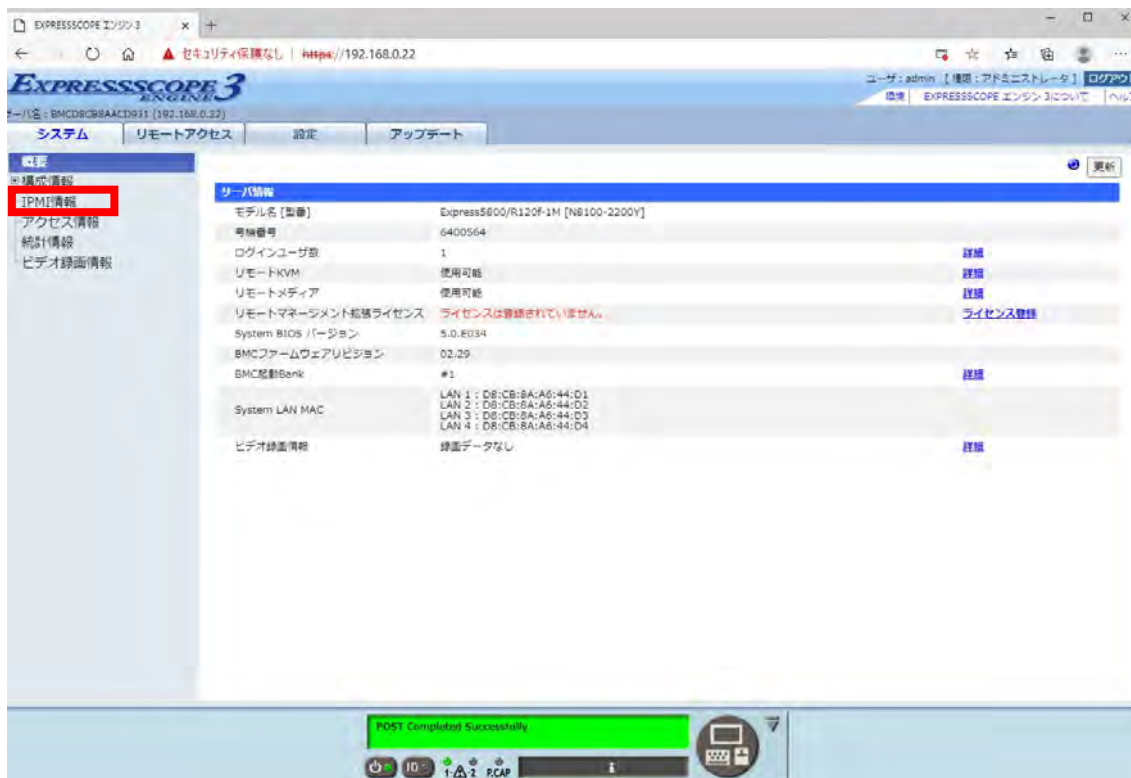 EXPRESSSCOPE エンジン 3
セキュリティ保護なし | https://192.168.0.22
EXPRESSSCOPE
ENGINE 3
ユーザ : admin [ 権限 : アドミニストレータ ] ログアウト
環境 | EXPRESSSCOPE エンジン 3について | ヘル
サーバ名 : (192.168.0.22)
システム
リモートアクセス
設定
アップデート
概要
構成情報
IPMI情報
アクセス情報
統計情報
ビデオ録画情報
更新
サーバ情報
モデル名 [型番] Express5800/R120f-1M [N8100-2200Y]
号機番号 6400564
ログインユーザ数 1 詳細
リモートKVM 使用可能 詳細
リモートメディア 使用可能 詳細
リモートマネージメント拡張ライセンス ライセンスは登録されていません。 ライセンス登録
System BIOS バージョン 5.0.E034
BMCファームウェアリビジョン 02.29
BMC起動Bank #1 詳細
System LAN MAC
LAN 1 : D8:CB:8A:A6:44:D1
LAN 2 : D8:CB:8A:A6:44:D2
LAN 3 : D8:CB:8A:A6:44:D3
LAN 4 : D8:CB:8A:A6:44:D4
ビデオ録画情報 録画データなし 詳細
POST Completed Successfully
ID
1 2 P.CAP
i